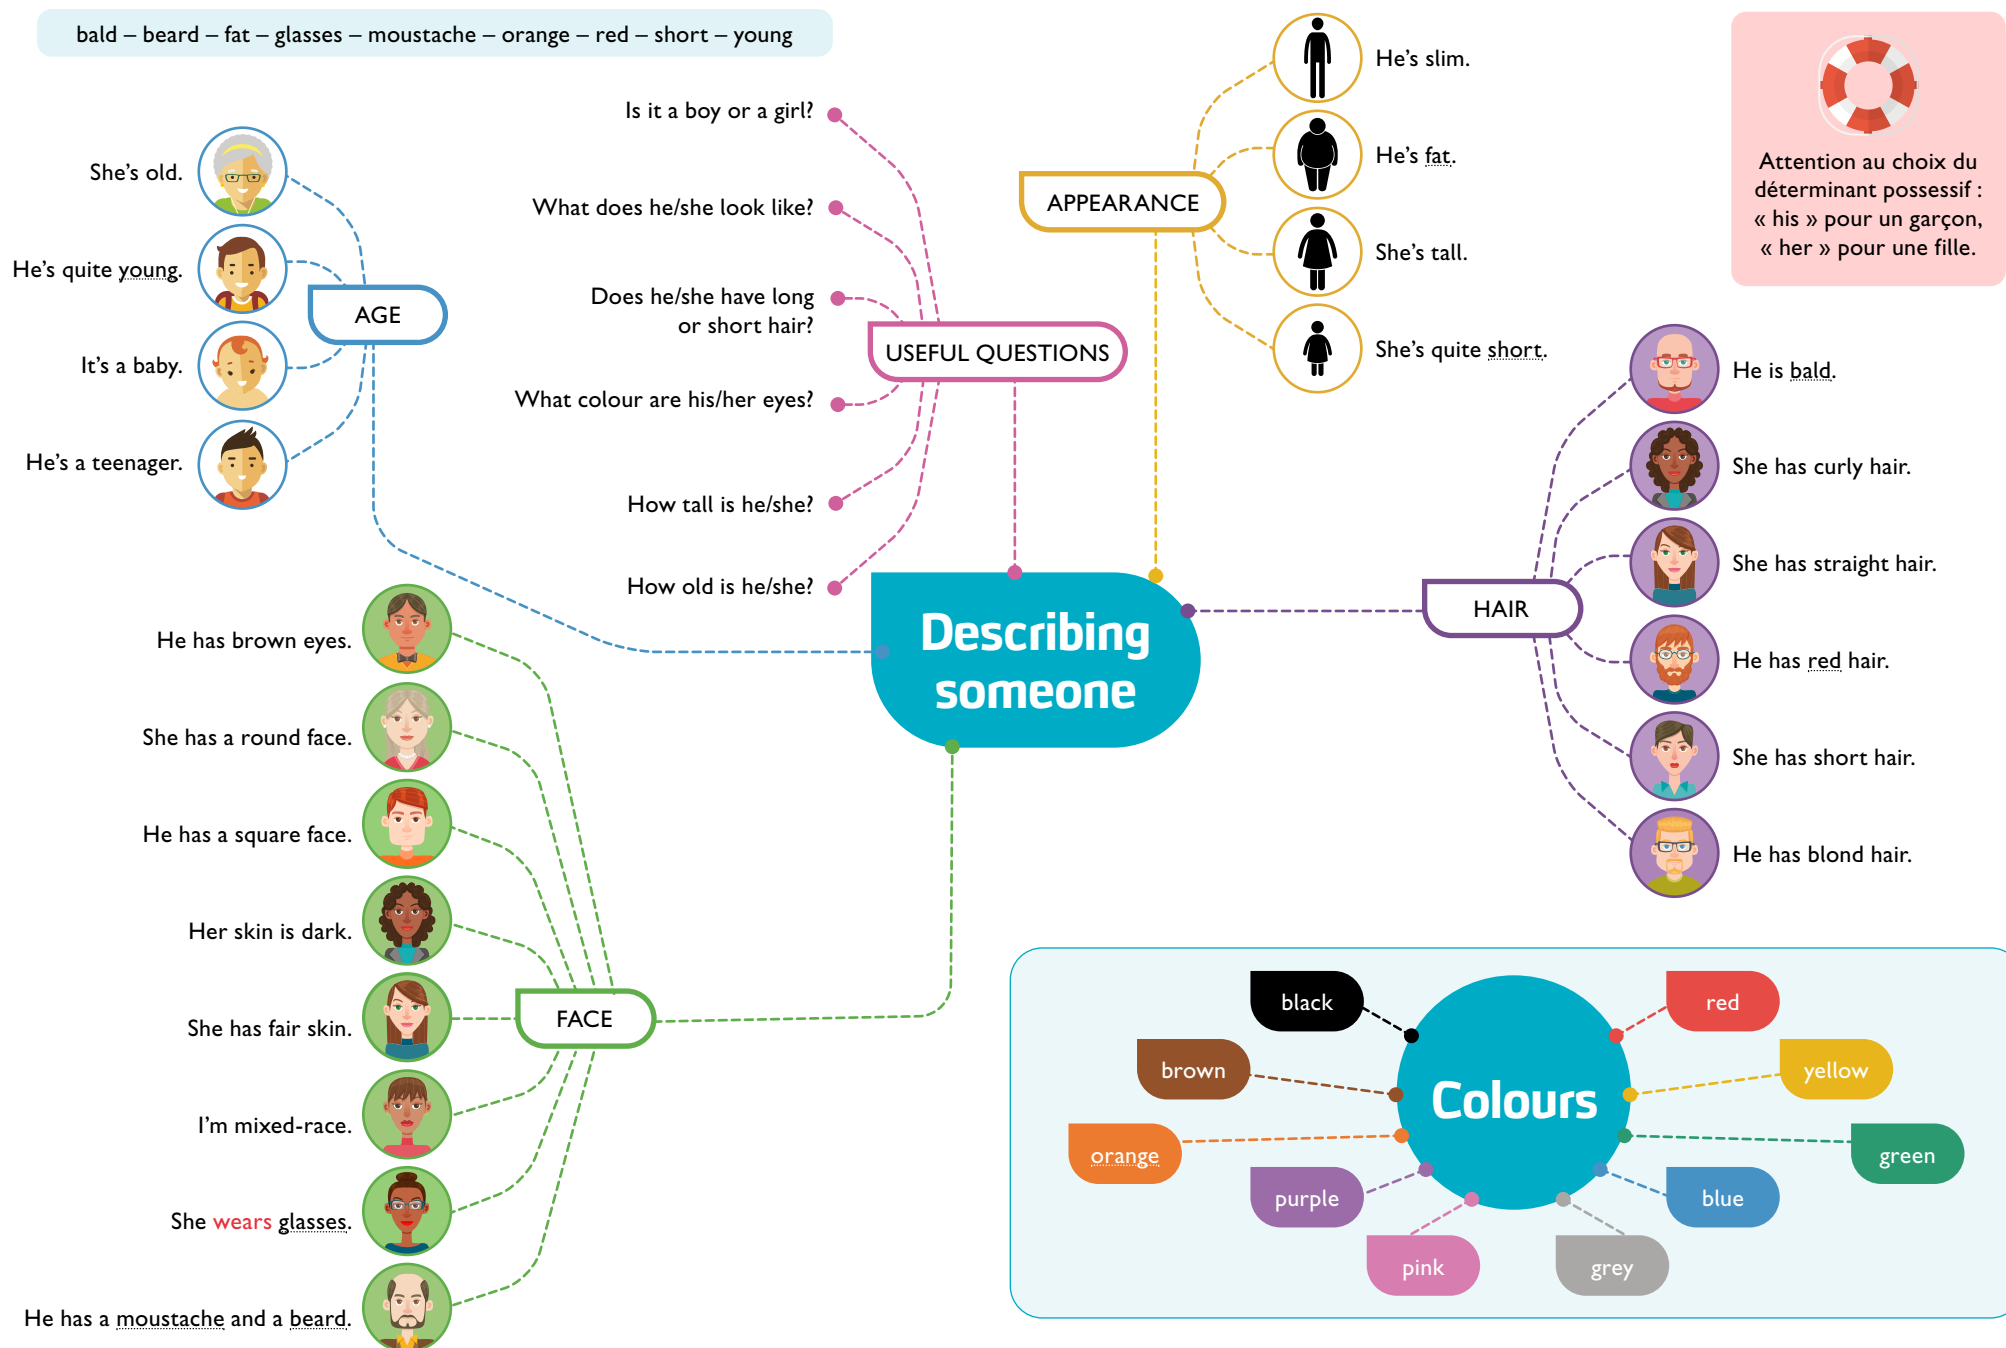 bald – beard – fat – glasses – moustache – orange – red – short – young
She's old.
He's quite young.
It's a baby.
He's a teenager.
AGE
Is it a boy or a girl?
What does he/she look like?
Does he/she have long
or short hair?
What colour are his/her eyes?
How tall is he/she?
How old is he/she?
USEFUL QUESTIONS
APPEARANCE
He's slim.
He's fat.
She's tall.
She's quite short.
Attention au choix du
déterminant possessif :
« his » pour un garçon,
« her » pour une fille.
Describing
someone
HAIR
He is bald.
She has curly hair.
She has straight hair.
He has red hair.
She has short hair.
He has blond hair.
He has brown eyes.
She has a round face.
He has a square face.
Her skin is dark.
She has fair skin.
I'm mixed-race.
She wears glasses.
He has a moustache and a beard.
FACE
Colours
black
brown
orange
purple
pink
grey
blue
green
yellow
red